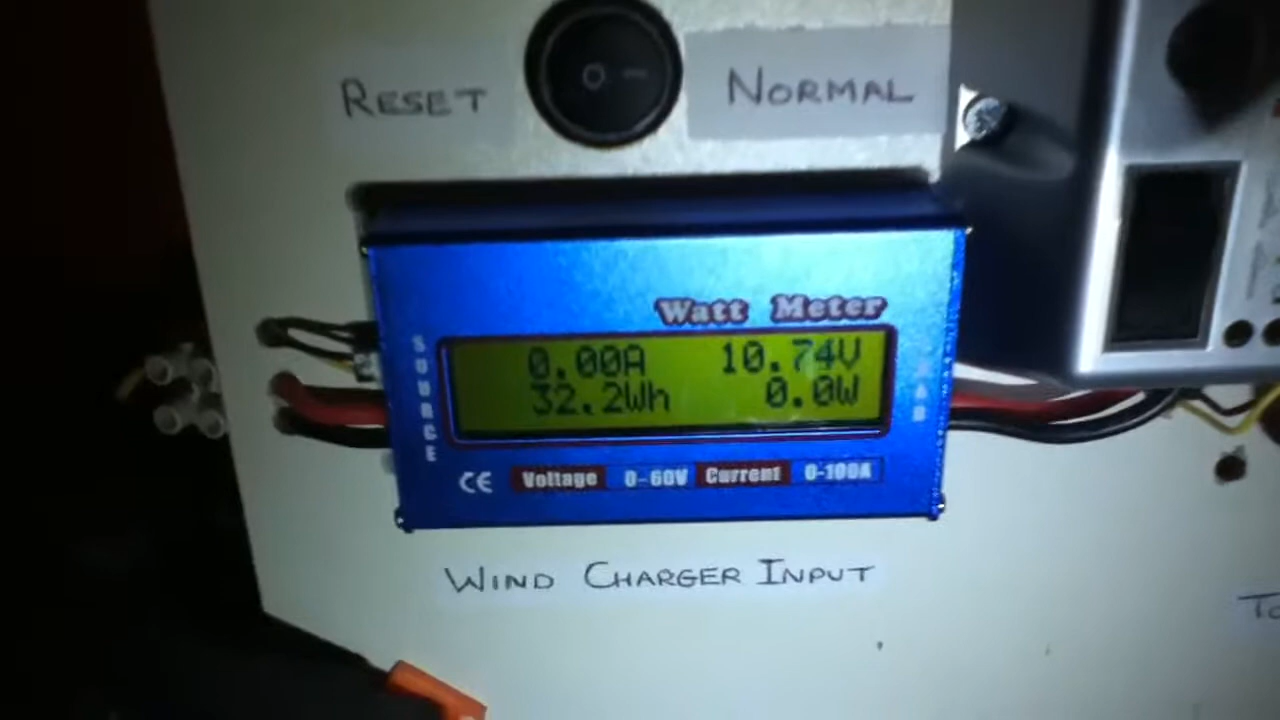 RESET
NORMAL
Watt Meter
SOURCE
0.00A 10.74V
32.2Wh 0.0W
CE Voltage 0-60V Current 0-100A
WIND CHARGER INPUT